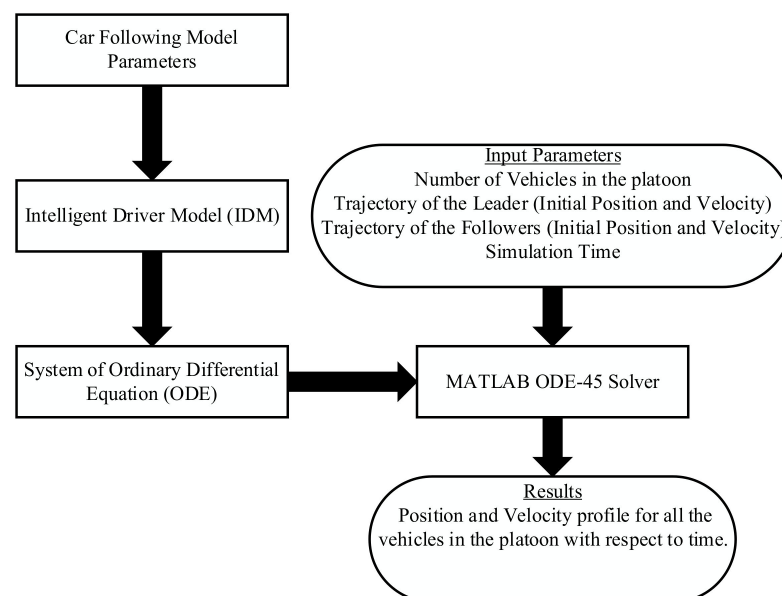 Car Following Model
Parameters
Intelligent Driver Model (IDM)
System of Ordinary Differential
Equation (ODE)
Input Parameters
Number of Vehicles in the platoon
Trajectory of the Leader (Initial Position and Velocity)
Trajectory of the Followers (Initial Position and Velocity)
Simulation Time
MATLAB ODE-45 Solver
Results
Position and Velocity profile for all the
vehicles in the platoon with respect to time.